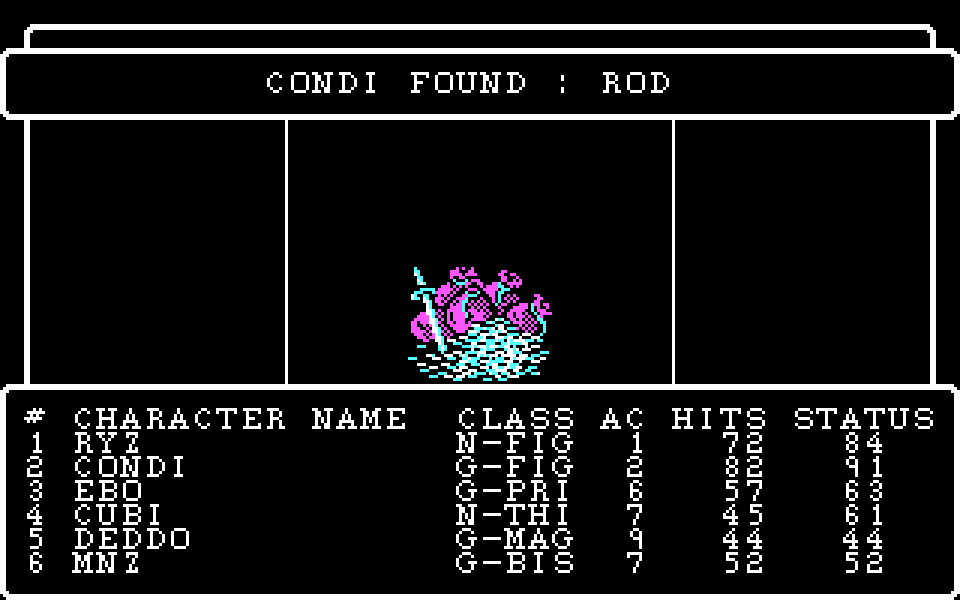 CONDI FOUND : ROD
# CHARACTER NAME CLASS AC HITS STATUS
1 RYZ N-FIG 1 72 84
2 CONDI G-FIG 2 82 91
3 EBO G-PRI 6 57 63
4 CUBI N-THI 7 45 61
5 DEDDO G-MAG 9 44 44
6 MNZ G-BIS 7 52 52